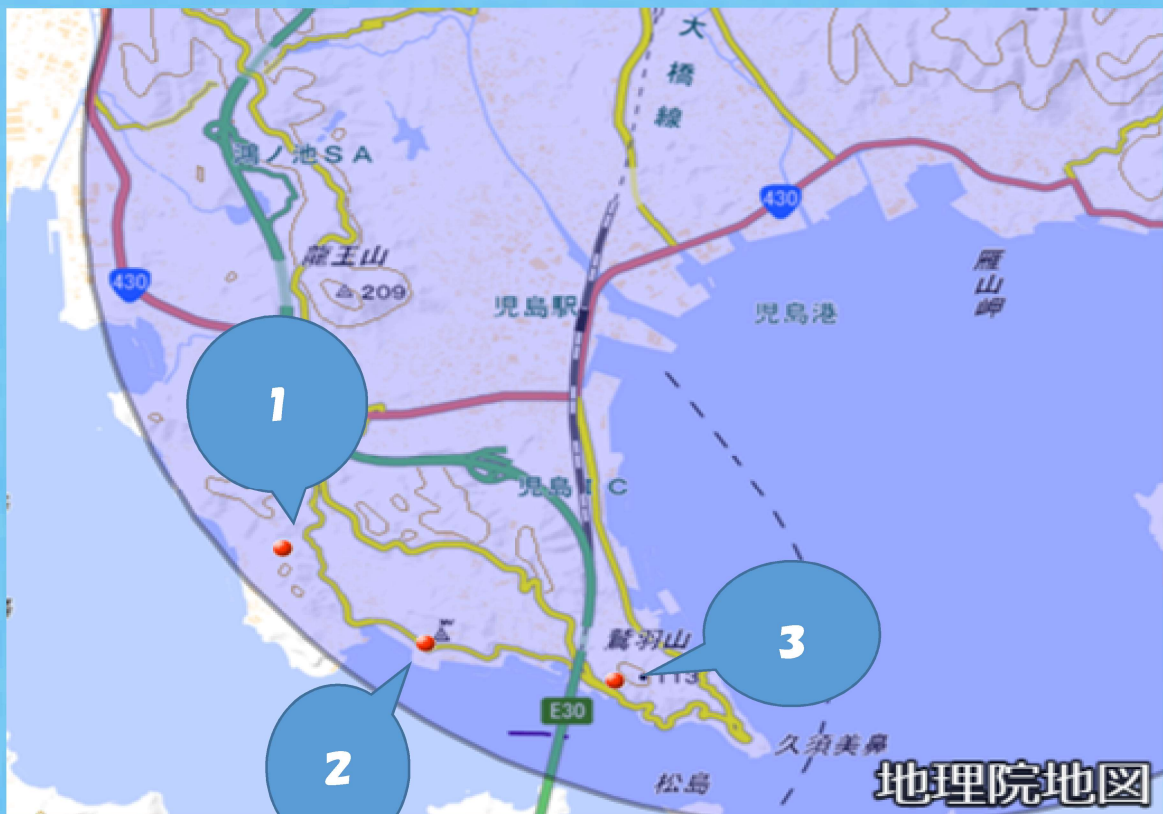 大橋線
鴻ノ池SA
430
龍王山
209
430
児島駅
児島港
雁山岬
1
児島IC
鷲羽山
113
3
E30
2
久須美鼻
松島
地理院地図